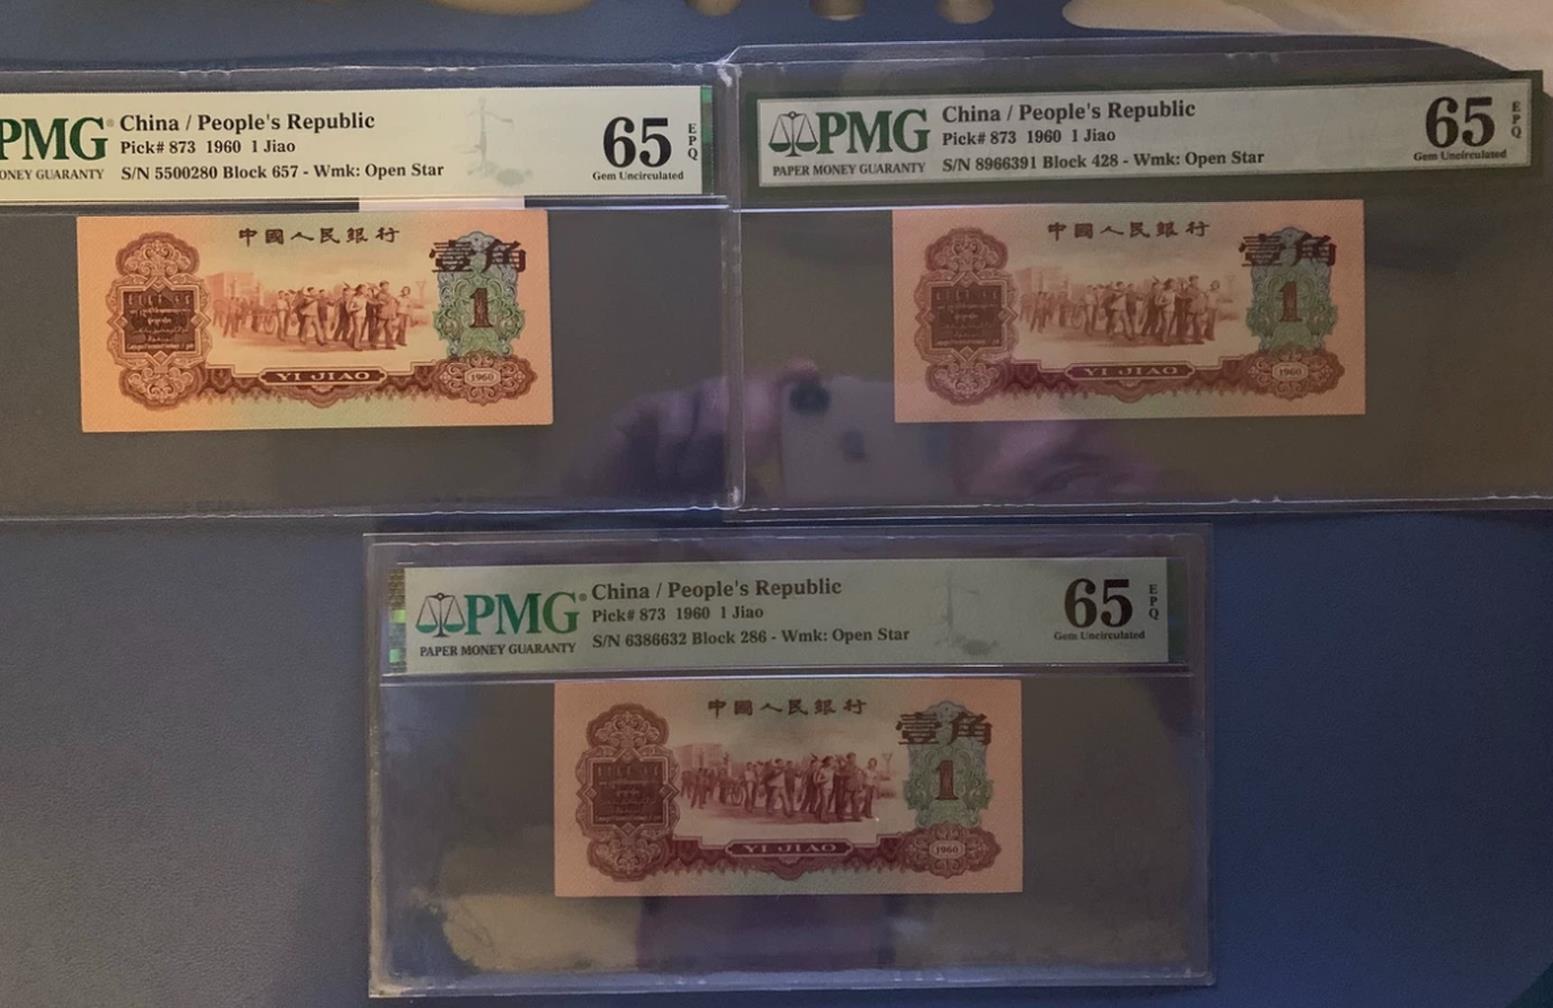 PMG®
PAPER MONEY GUARANTY
China / People's Republic
Pick# 873 1960 1 Jiao
S/N 8966391 Block 428 - Wmk: Open Star
65
EPQ
Gem Uncirculated
中國人民銀行
壹角
1
YI JIAO
1960
PMG®
ONEY GUARANTY
China / People's Republic
Pick# 873 1960 1 Jiao
S/N 5500280 Block 657 - Wmk: Open Star
65
EPQ
Gem Uncirculated
中國人民銀行
壹角
1
YI JIAO
1960
PMG®
PAPER MONEY GUARANTY
China / People's Republic
Pick# 873 1960 1 Jiao
S/N 6386632 Block 286 - Wmk: Open Star
65
EPQ
Gem Uncirculated
中國人民銀行
壹角
1
YI JIAO
1960